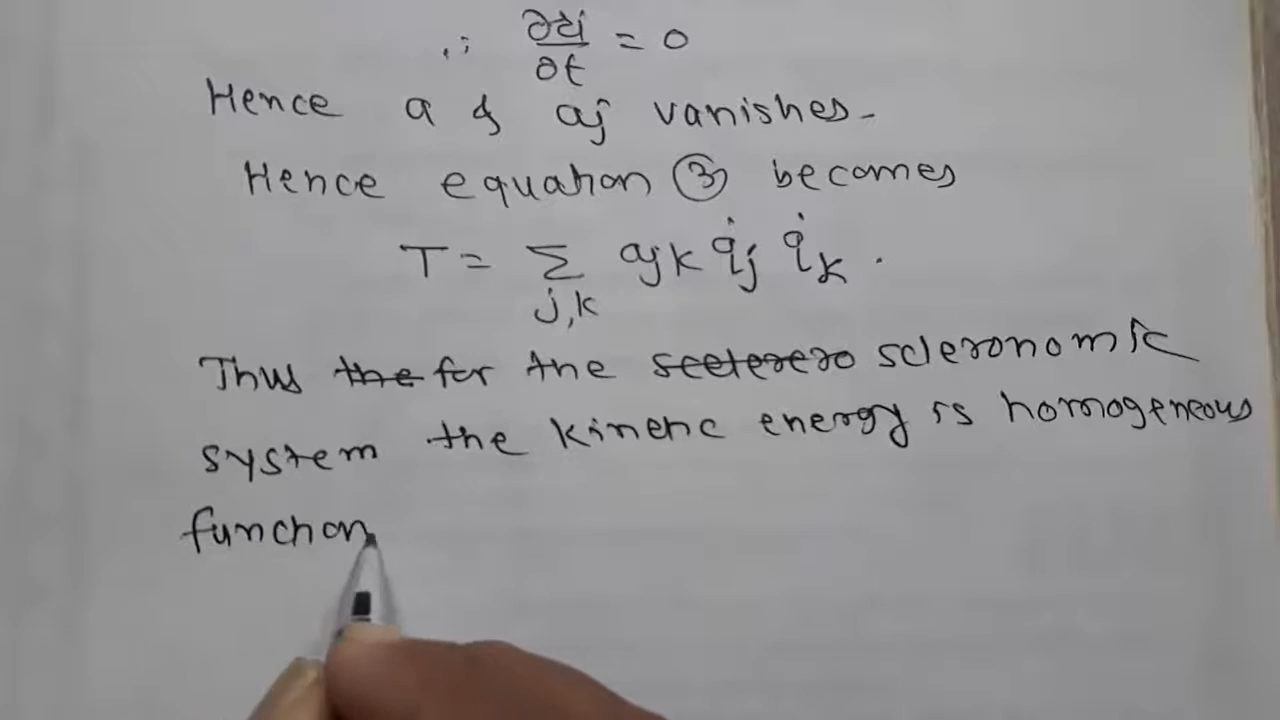 ∴ ∂r̄i/∂t = 0
Hence a & aj vanishes.
Hence equation ③ becomes
T = Σ j,k ajk q̇j q̇k .
Thus the for the scleronomic
system the kinetic energy is homogeneous
function